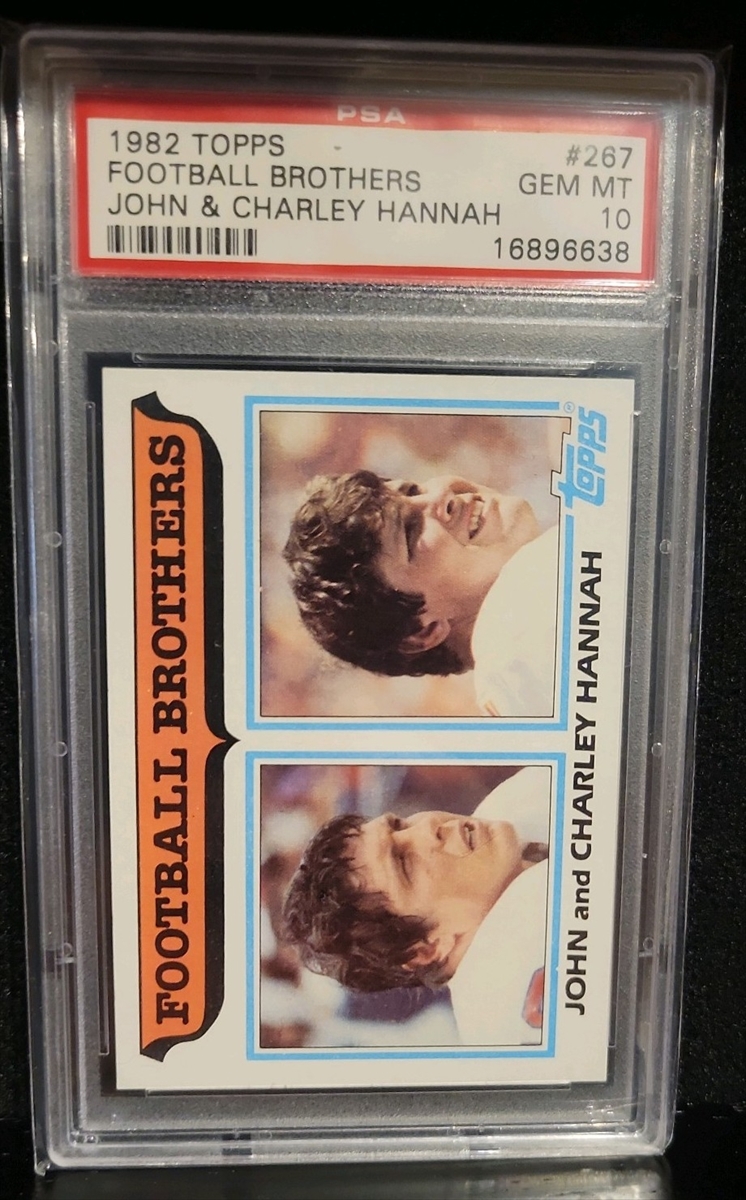 PSA
1982 TOPPS #267
FOOTBALL BROTHERS GEM MT
JOHN & CHARLEY HANNAH 10
16896638
FOOTBALL BROTHERS
topps®
JOHN and CHARLEY HANNAH